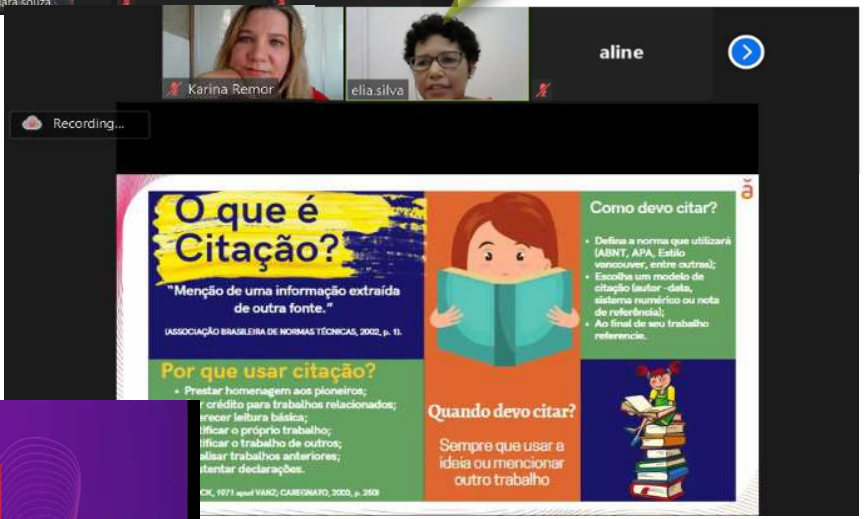 Karina Remor
elia.silva
aline
Recording...
O que é
Citação?
“Menção de uma informação extraída
de outra fonte.”
(ASSOCIAÇÃO BRASILEIRA DE NORMAS TÉCNICAS, 2002, p. 1).
Por que usar citação?
• Prestar homenagem aos pioneiros;
crédito para trabalhos relacionados;
leitura básica;
o próprio trabalho;
o trabalho de outros;
trabalhos anteriores;
declarações.
1971 apud VANZ; CAREGNATO, 2003, p. 250)
Quando devo citar?
Sempre que usar a
ideia ou mencionar
outro trabalho
Como devo citar?
• Defina a norma que utilizará
(ABNT, APA, Estilo
vancouver, entre outras);
• Escolha um modelo de
citação (autor -data,
sistema numérico ou nota
de referência);
• Ao final de seu trabalho
referencie.
ă